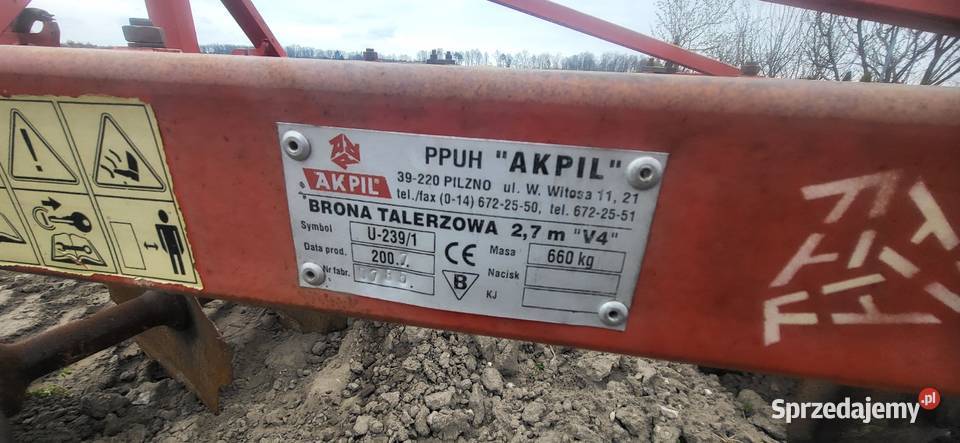 PPUH "AKPIL"
AKPIL
39-220 PILZNO ul. W. Witosa 11, 21
tel./fax (0-14) 672-25-50, tel. 672-25-51
BRONA TALERZOWA 2,7 m "V4"
Symbol U-239/1 Masa 660 kg
Data prod. 200. CE Nacisk
Nr fabr. B KJ
Sprzedajemy.pl